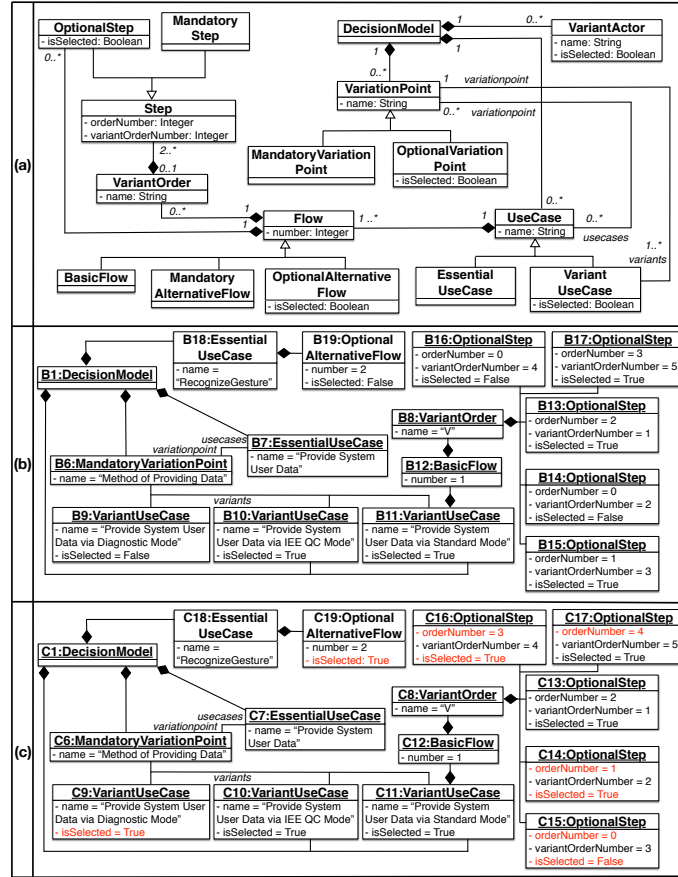 (a)
OptionalStep
- isSelected: Boolean
0..*
Mandatory
Step
DecisionModel
1
0..*
1
1
VariantActor
- name: String
- isSelected: Boolean
0..*
VariationPoint
- name: String
1
variationpoint
0..*
variationpoint
Step
- orderNumber: Integer
- variantOrderNumber: Integer
2..*
0..1
MandatoryVariation
Point
OptionalVariation
Point
- isSelected: Boolean
VariantOrder
- name: String
0..*
1
1
Flow
- number: Integer
1 ..*
1
0..*
UseCase
- name: String
0..*
usecases
1..*
variants
BasicFlow
Mandatory
AlternativeFlow
OptionalAlternative
Flow
- isSelected: Boolean
Essential
UseCase
Variant
UseCase
- isSelected: Boolean
(b)
B18:Essential
UseCase
- name =
“RecognizeGesture”
B19:Optional
AlternativeFlow
- number = 2
- isSelected: False
B16:OptionalStep
- orderNumber = 0
- variantOrderNumber = 4
- isSelected = False
B17:OptionalStep
- orderNumber = 3
- variantOrderNumber = 5
- isSelected = True
B1:DecisionModel
usecases
variationpoint
B7:EssentialUseCase
- name = “Provide System
User Data”
B8:VariantOrder
- name = “V”
B13:OptionalStep
- orderNumber = 2
- variantOrderNumber = 1
- isSelected = True
B6:MandatoryVariationPoint
- name = “Method of Providing Data”
B12:BasicFlow
- number = 1
B14:OptionalStep
- orderNumber = 0
- variantOrderNumber = 2
- isSelected = False
variants
B9:VariantUseCase
- name = “Provide System User
Data via Diagnostic Mode”
- isSelected = False
B10:VariantUseCase
- name = “Provide System
User Data via IEE QC Mode”
- isSelected = True
B11:VariantUseCase
- name = “Provide System
User Data via Standard Mode”
- isSelected = True
B15:OptionalStep
- orderNumber = 1
- variantOrderNumber = 3
- isSelected = True
(c)
C18:Essential
UseCase
- name =
“RecognizeGesture”
C19:Optional
AlternativeFlow
- number = 2
- isSelected: True
C16:OptionalStep
- orderNumber = 3
- variantOrderNumber = 4
- isSelected = True
C17:OptionalStep
- orderNumber = 4
- variantOrderNumber = 5
- isSelected = True
C1:DecisionModel
usecases
variationpoint
C7:EssentialUseCase
- name = “Provide System
User Data”
C8:VariantOrder
- name = “V”
C13:OptionalStep
- orderNumber = 2
- variantOrderNumber = 1
- isSelected = True
C6:MandatoryVariationPoint
- name = “Method of Providing Data”
C12:BasicFlow
- number = 1
C14:OptionalStep
- orderNumber = 1
- variantOrderNumber = 2
- isSelected = True
variants
C9:VariantUseCase
- name = “Provide System User
Data via Diagnostic Mode”
- isSelected = True
C10:VariantUseCase
- name = “Provide System
User Data via IEE QC Mode”
- isSelected = True
C11:VariantUseCase
- name = “Provide System
User Data via Standard Mode”
- isSelected = True
C15:OptionalStep
- orderNumber = 0
- variantOrderNumber = 3
- isSelected = False